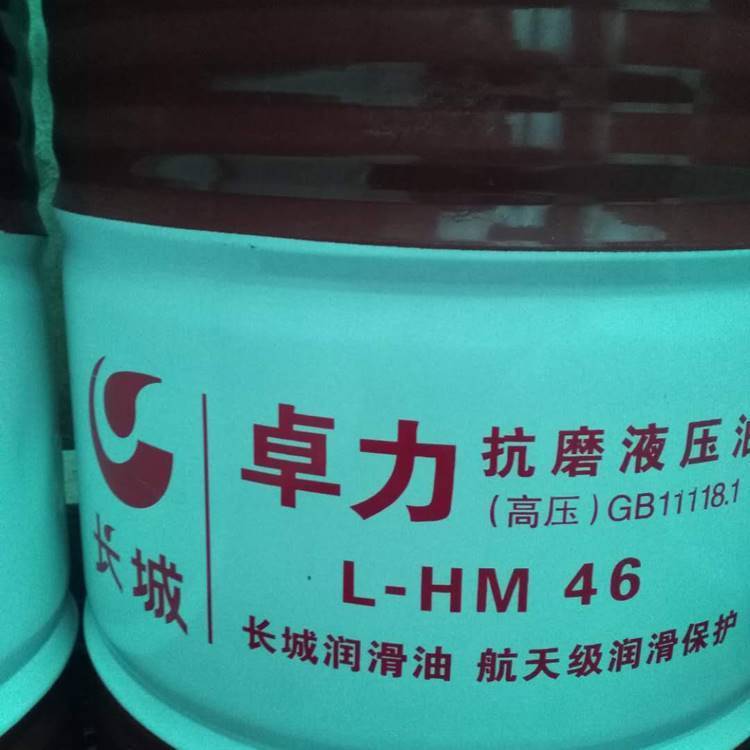 长城
卓力
抗磨液压油
(高压)GB11118.1
L-HM 46
长城润滑油 航天级润滑保护